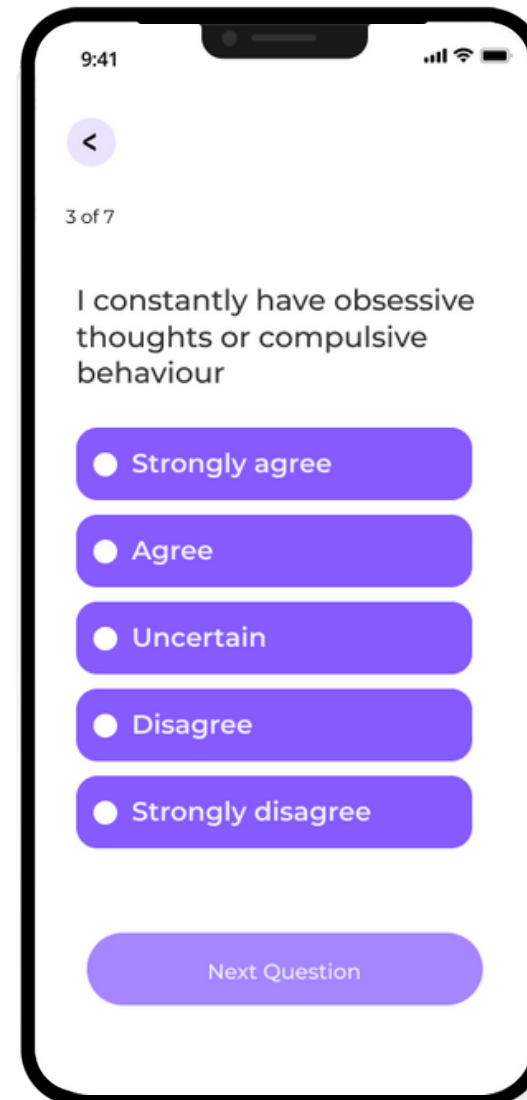 9:41
<
3 of 7
I constantly have obsessive
thoughts or compulsive
behaviour
Strongly agree
Agree
Uncertain
Disagree
Strongly disagree
Next Question